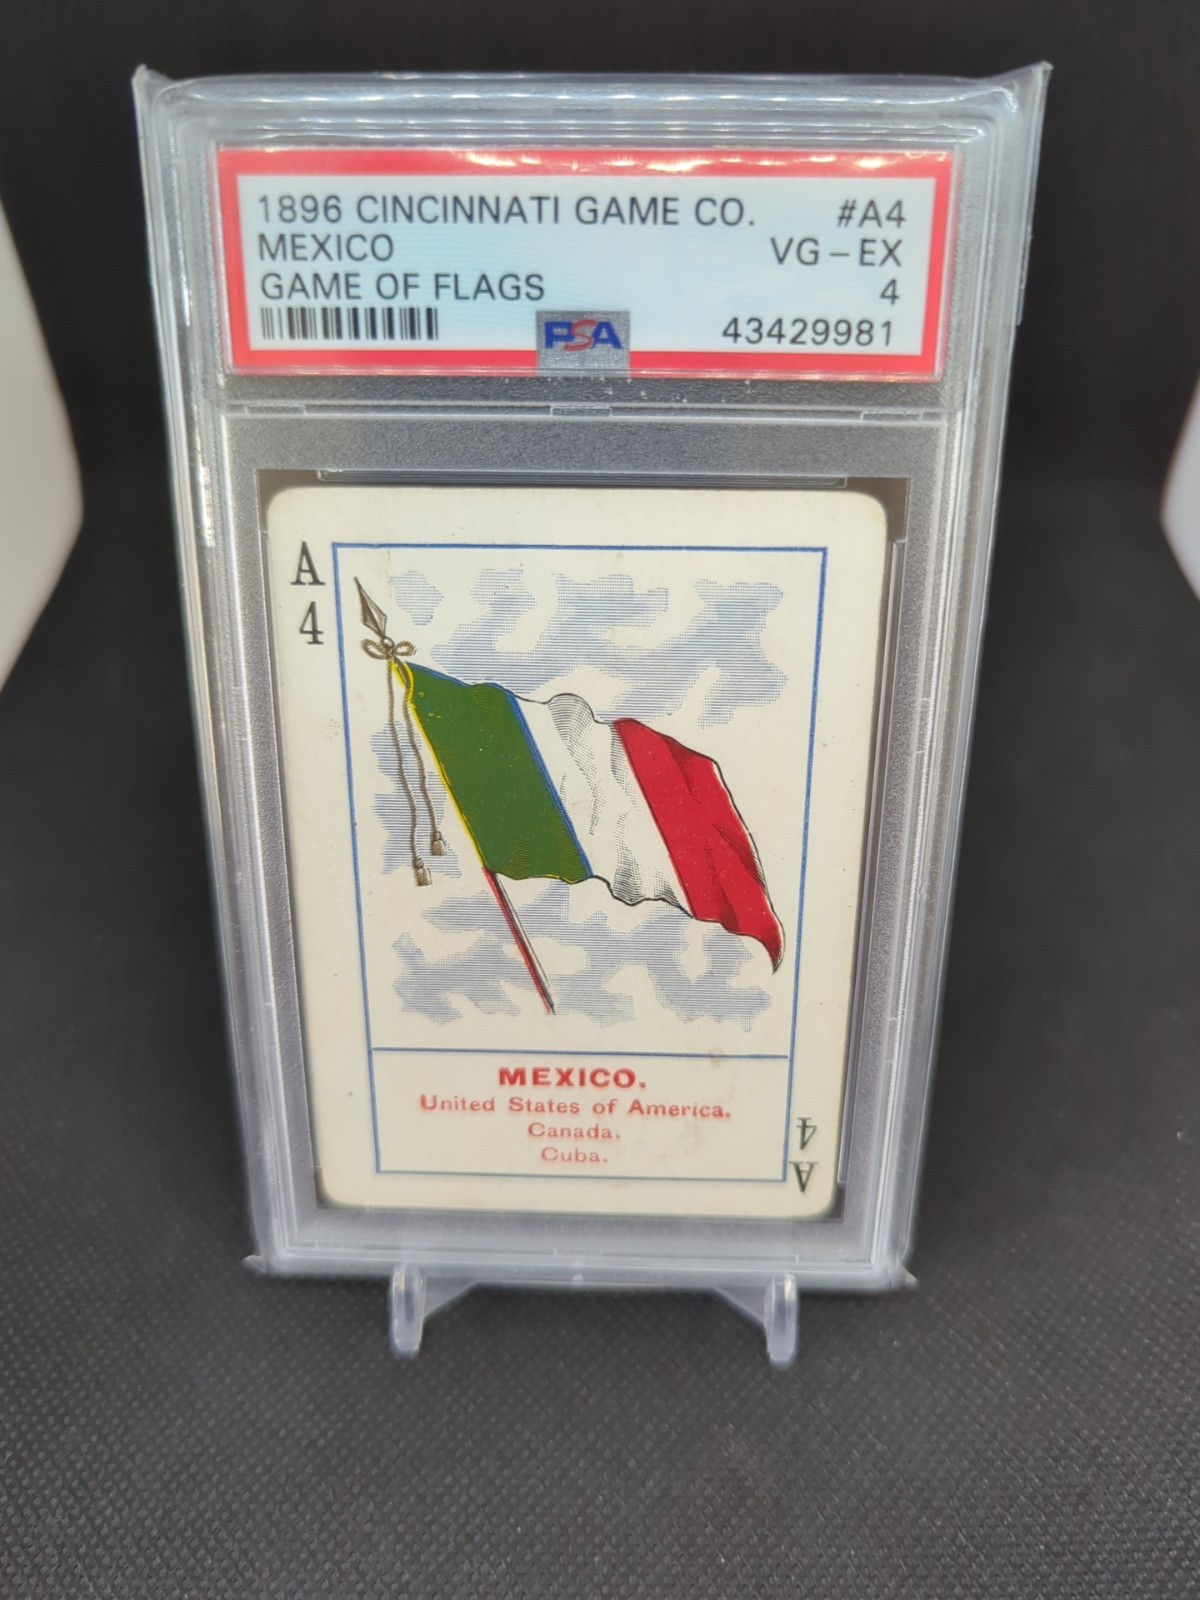 1896 CINCINNATI GAME CO. #A4
MEXICO VG-EX
GAME OF FLAGS 4
PSA 43429981
A
4
MEXICO.
United States of America.
Canada.
Cuba.
A
4